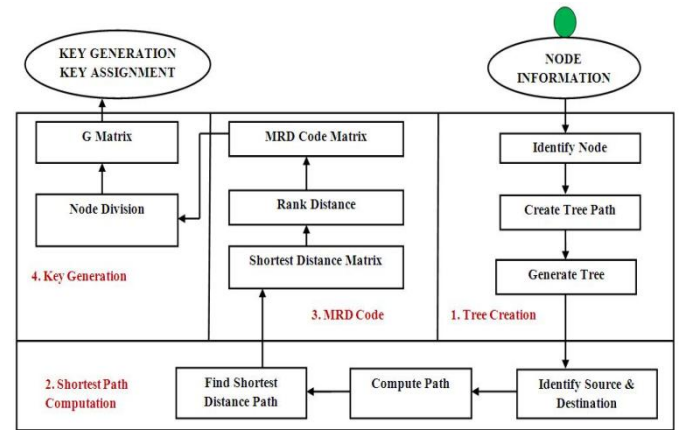 KEY GENERATION
KEY ASSIGNMENT
NODE
INFORMATION
G Matrix
MRD Code Matrix
Identify Node
Node Division
Rank Distance
Create Tree Path
Shortest Distance Matrix
Generate Tree
4. Key Generation
3. MRD Code
1. Tree Creation
2. Shortest Path
Computation
Find Shortest
Distance Path
Compute Path
Identify Source &
Destination